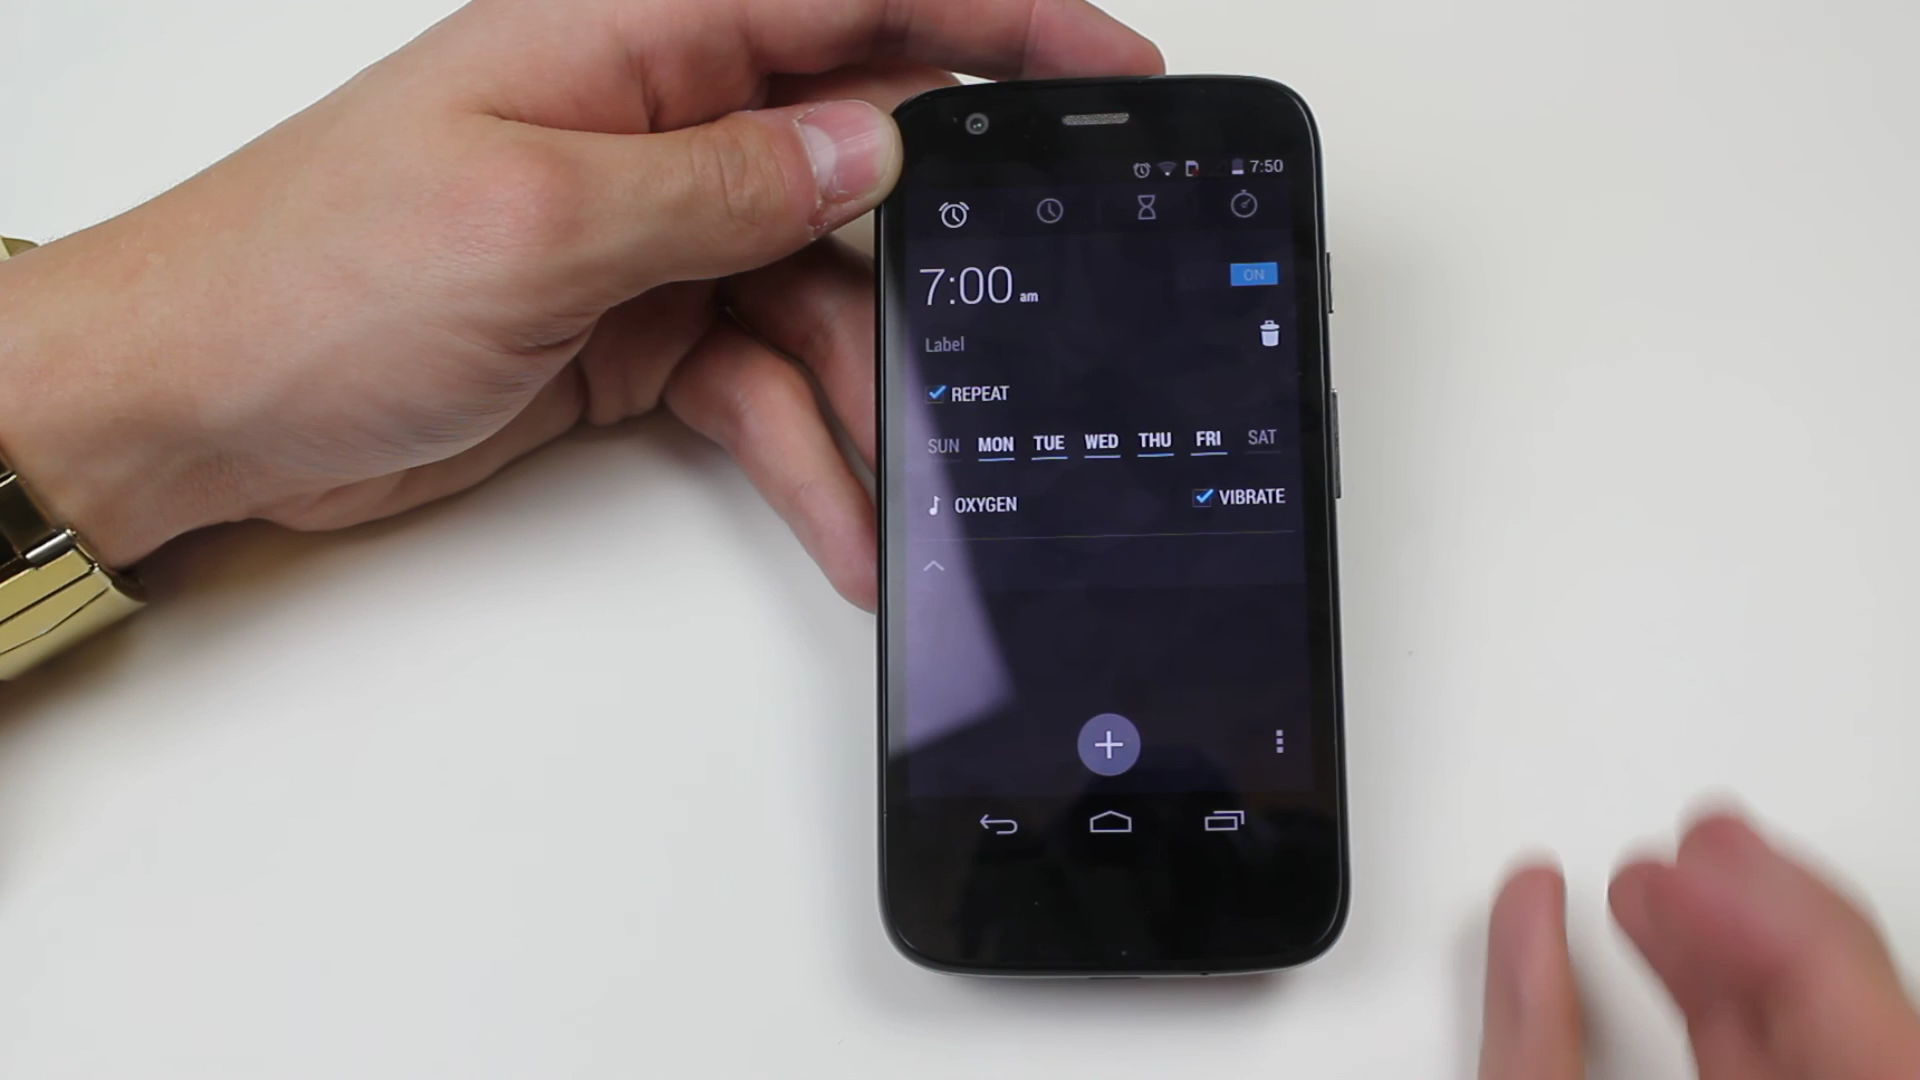 7:50
7:00 am
ON
Label
REPEAT
SUN MON TUE WED THU FRI SAT
OXYGEN
VIBRATE